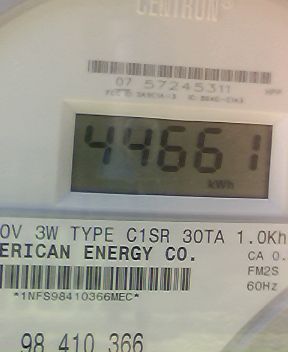 CENTRON®
07 57245311
44661
kWh
0V 3W TYPE C1SR 30TA 1.0Kh
ERICAN ENERGY CO.
CA 0.
FM2S
60Hz
*1NFS98410366MEC*
98 410 366